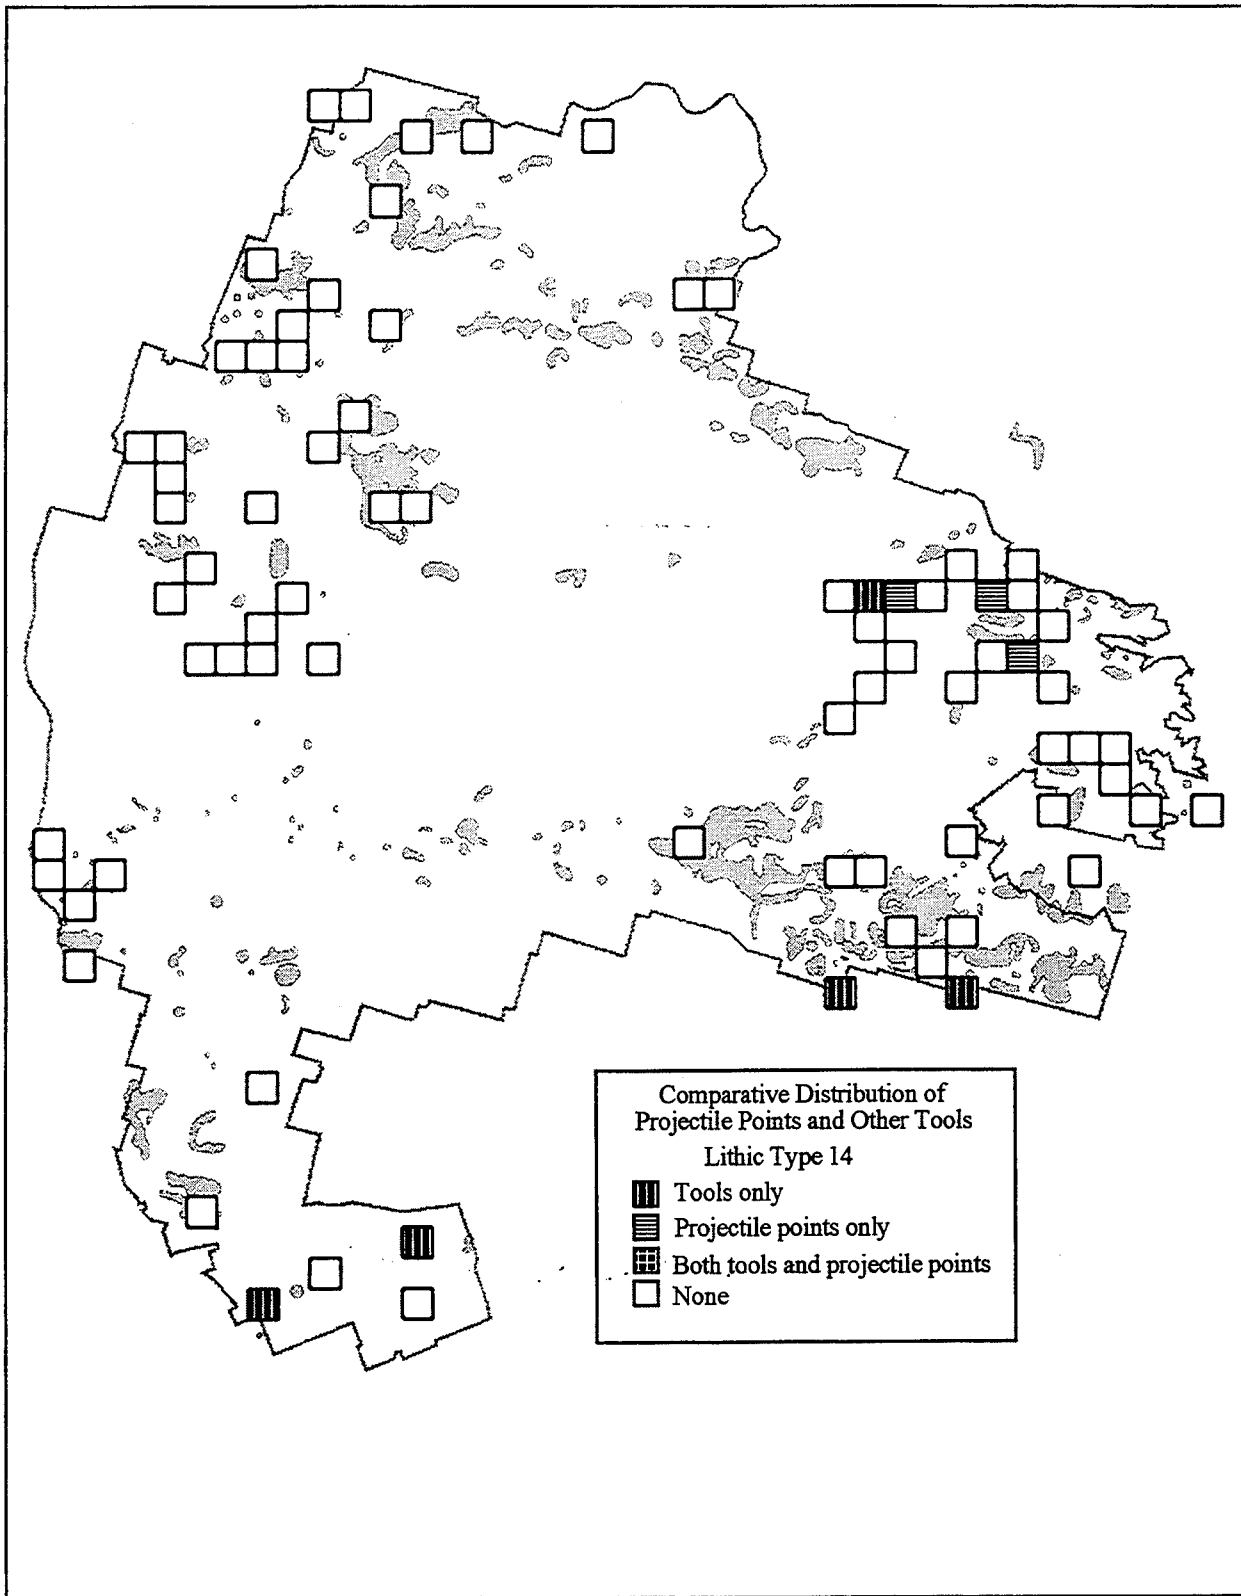 Comparative Distribution of
Projectile Points and Other Tools
Lithic Type 14
Tools only
Projectile points only
Both tools and projectile points
None